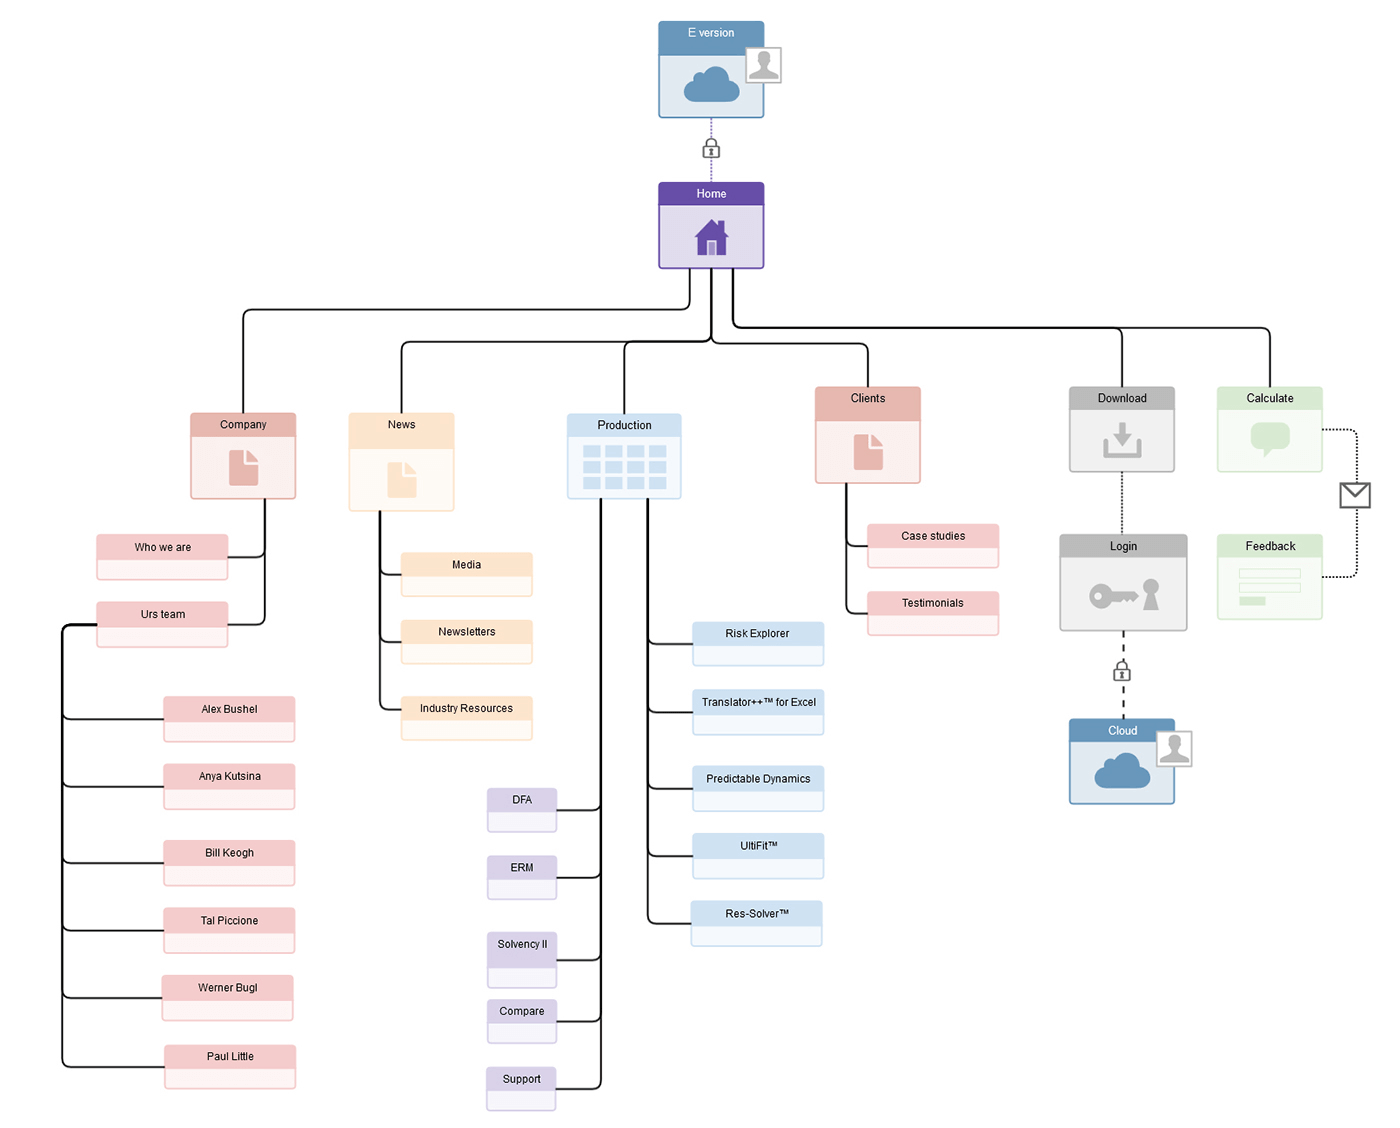 E version
Home
Company
News
Production
Clients
Download
Calculate
Who we are
Urs team
Alex Bushel
Anya Kutsina
Bill Keogh
Tal Piccione
Werner Bugl
Paul Little
Media
Newsletters
Industry Resources
DFA
ERM
Solvency II
Compare
Support
Risk Explorer
Translator++™ for Excel
Predictable Dynamics
UltiFit™
Res-Solver™
Case studies
Testimonials
Login
Cloud
Feedback